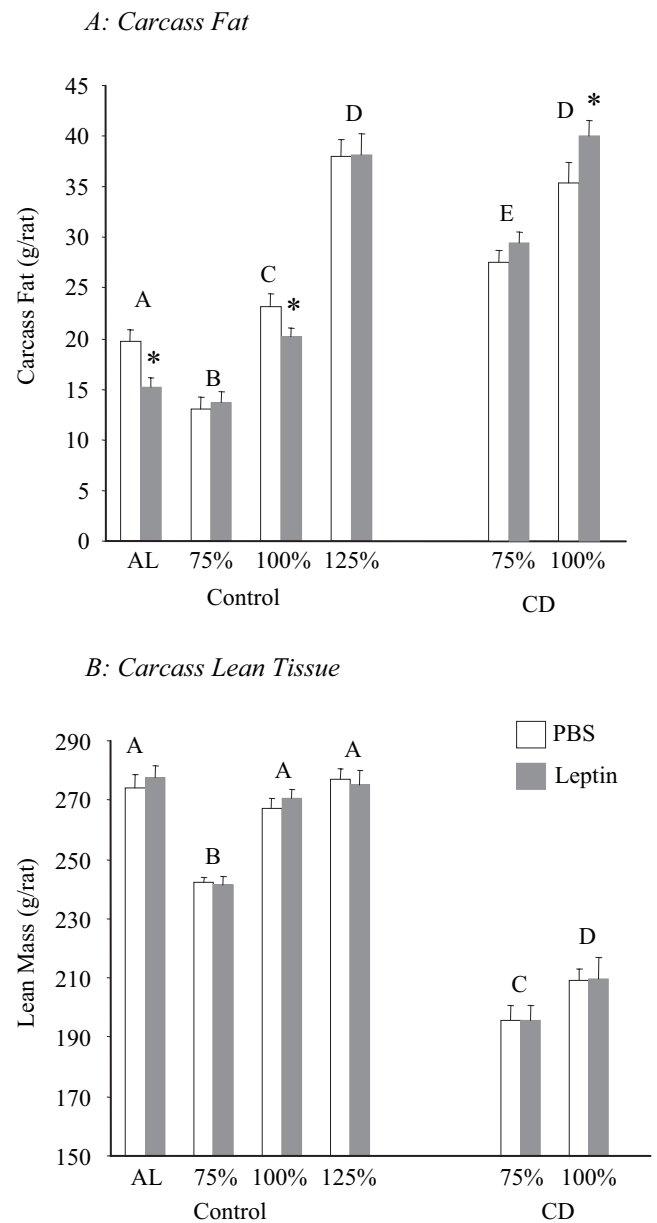 A: Carcass Fat
45
40
35
30
25
20
15
10
5
0
Carcass Fat (g/rat)
A
*
B
C
*
D
E
D *
AL 75% 100% 125% 75% 100%
Control CD
B: Carcass Lean Tissue
290
270
250
230
210
190
170
150
Lean Mass (g/rat)
A
B
A
A
C
D
PBS
Leptin
AL 75% 100% 125% 75% 100%
Control CD